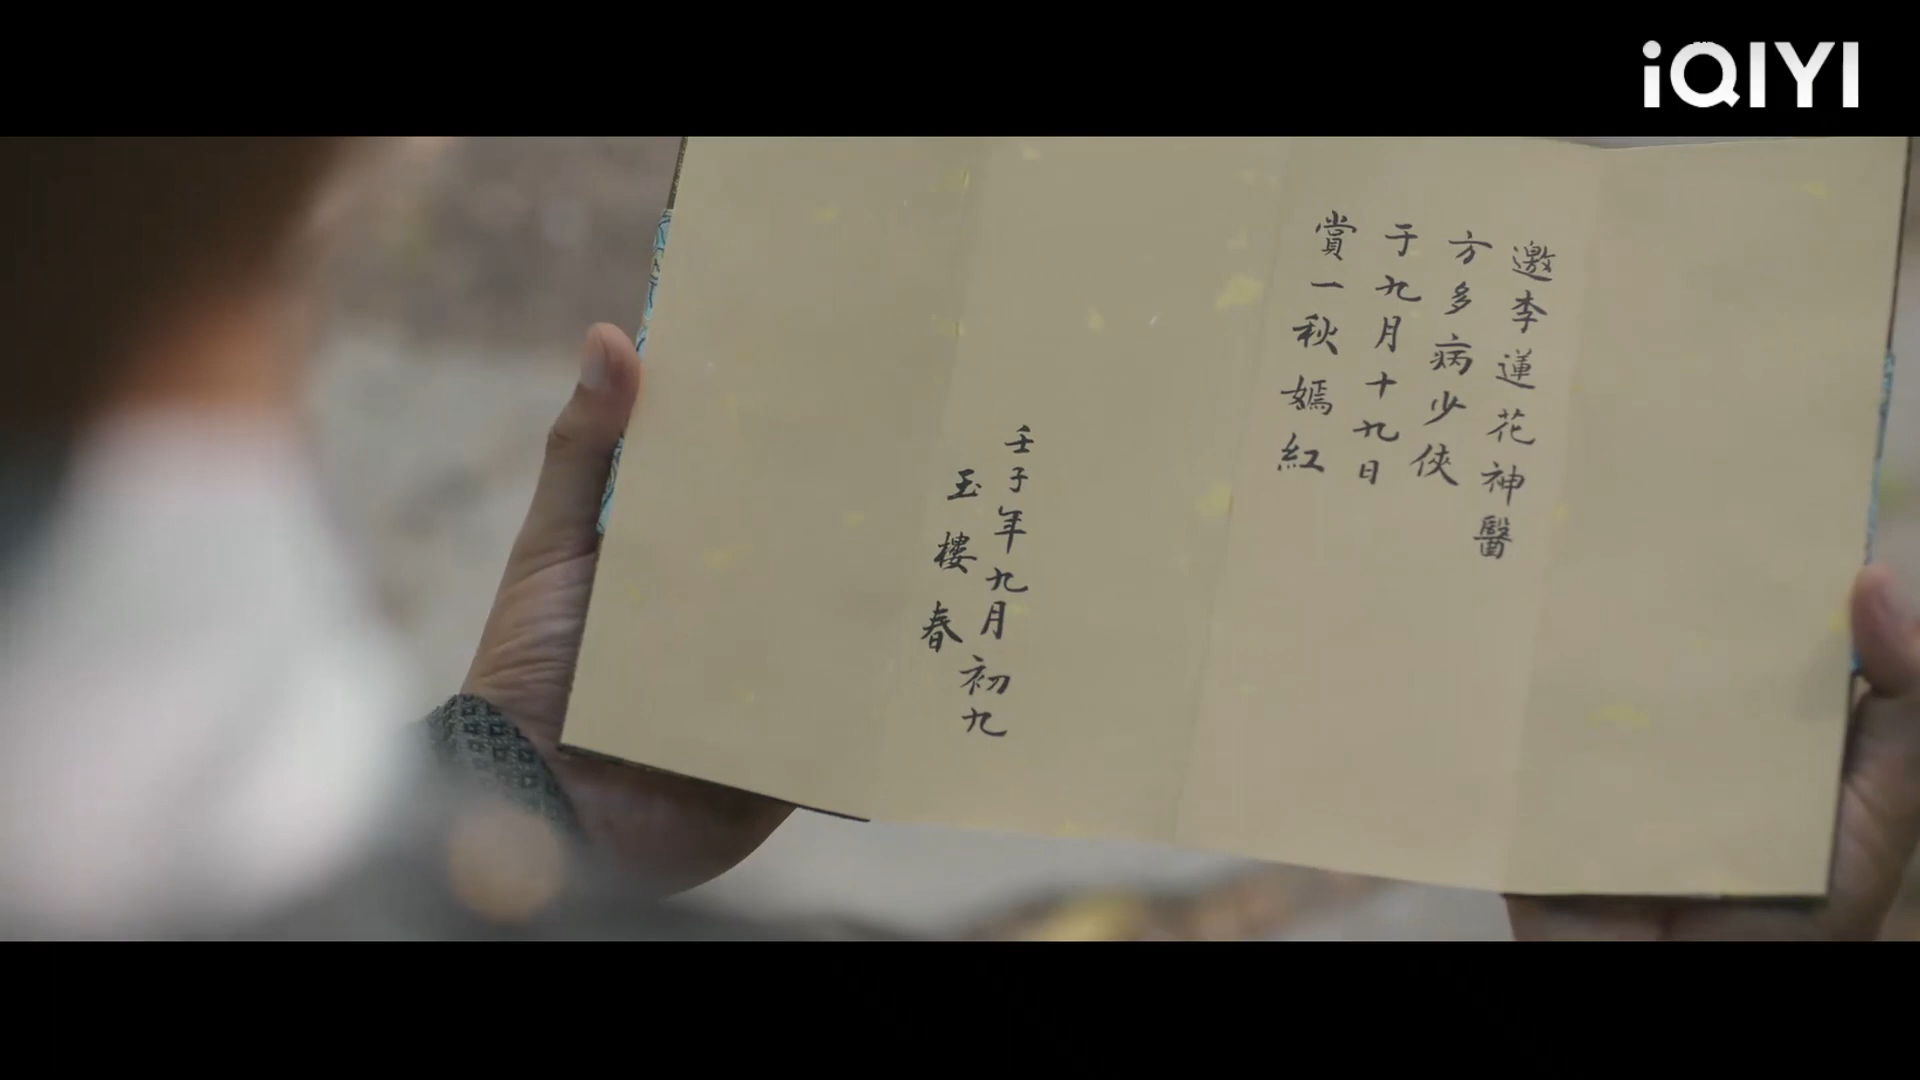 iQIYI
邀李蓮花神醫
方多病少俠
于九月十九日
賞一秋嫣紅
壬子年九月初九
玉樓春